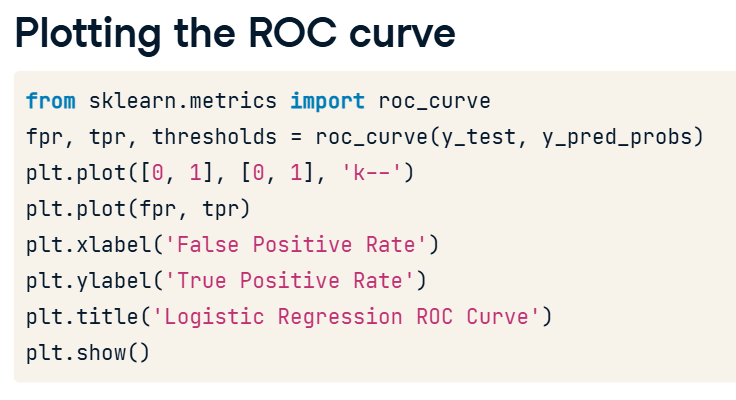 Plotting the ROC curve
from sklearn.metrics import roc_curve
fpr, tpr, thresholds = roc_curve(y_test, y_pred_probs)
plt.plot([0, 1], [0, 1], 'k--')
plt.plot(fpr, tpr)
plt.xlabel('False Positive Rate')
plt.ylabel('True Positive Rate')
plt.title('Logistic Regression ROC Curve')
plt.show()